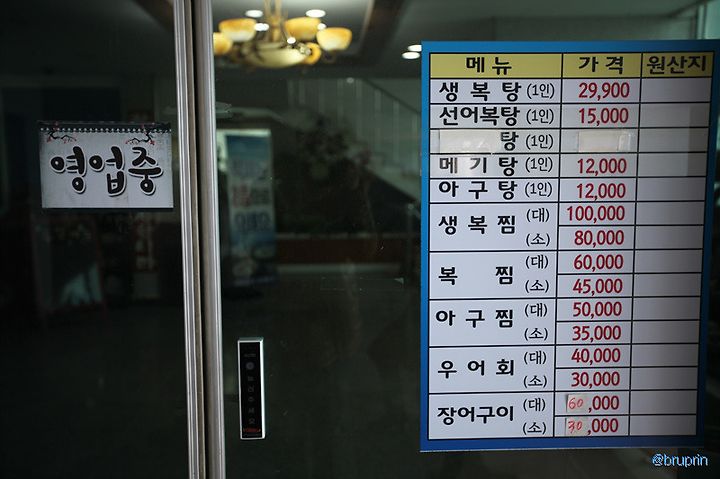 영업중
메뉴 가격 원산지
생복탕 (1인) 29,900
선어복탕 (1인) 15,000
탕 (1인)
메기탕 (1인) 12,000
아구탕 (1인) 12,000
생복찜 (대) 100,000
(소) 80,000
복찜 (대) 60,000
(소) 45,000
아구찜 (대) 50,000
(소) 35,000
우어회 (대) 40,000
(소) 30,000
장어구이 (대) 60,000
(소) 30,000
@bruprin